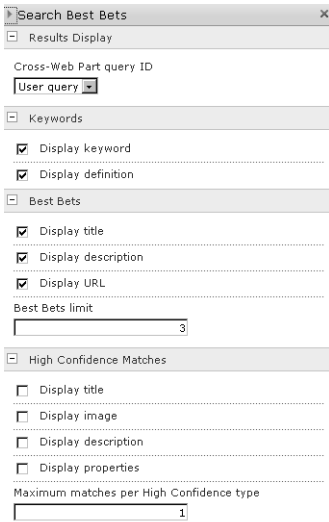 Search Best Bets
Results Display
Cross-Web Part query ID
User query
Keywords
Display keyword
Display definition
Best Bets
Display title
Display description
Display URL
Best Bets limit
3
High Confidence Matches
Display title
Display image
Display description
Display properties
Maximum matches per High Confidence type
1